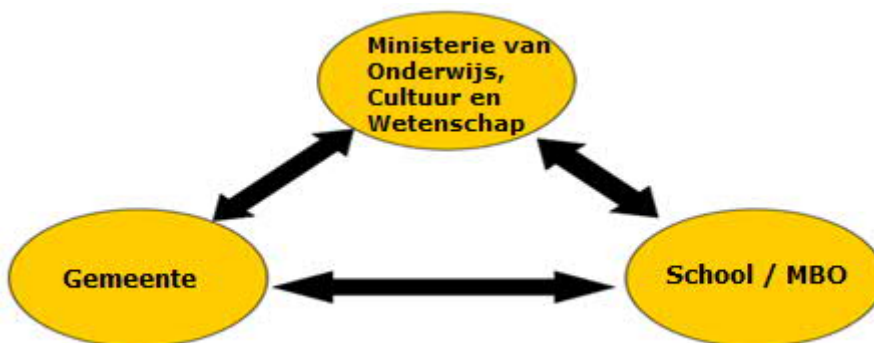 Ministerie van
Onderwijs,
Cultuur en
Wetenschap
Gemeente
School / MBO